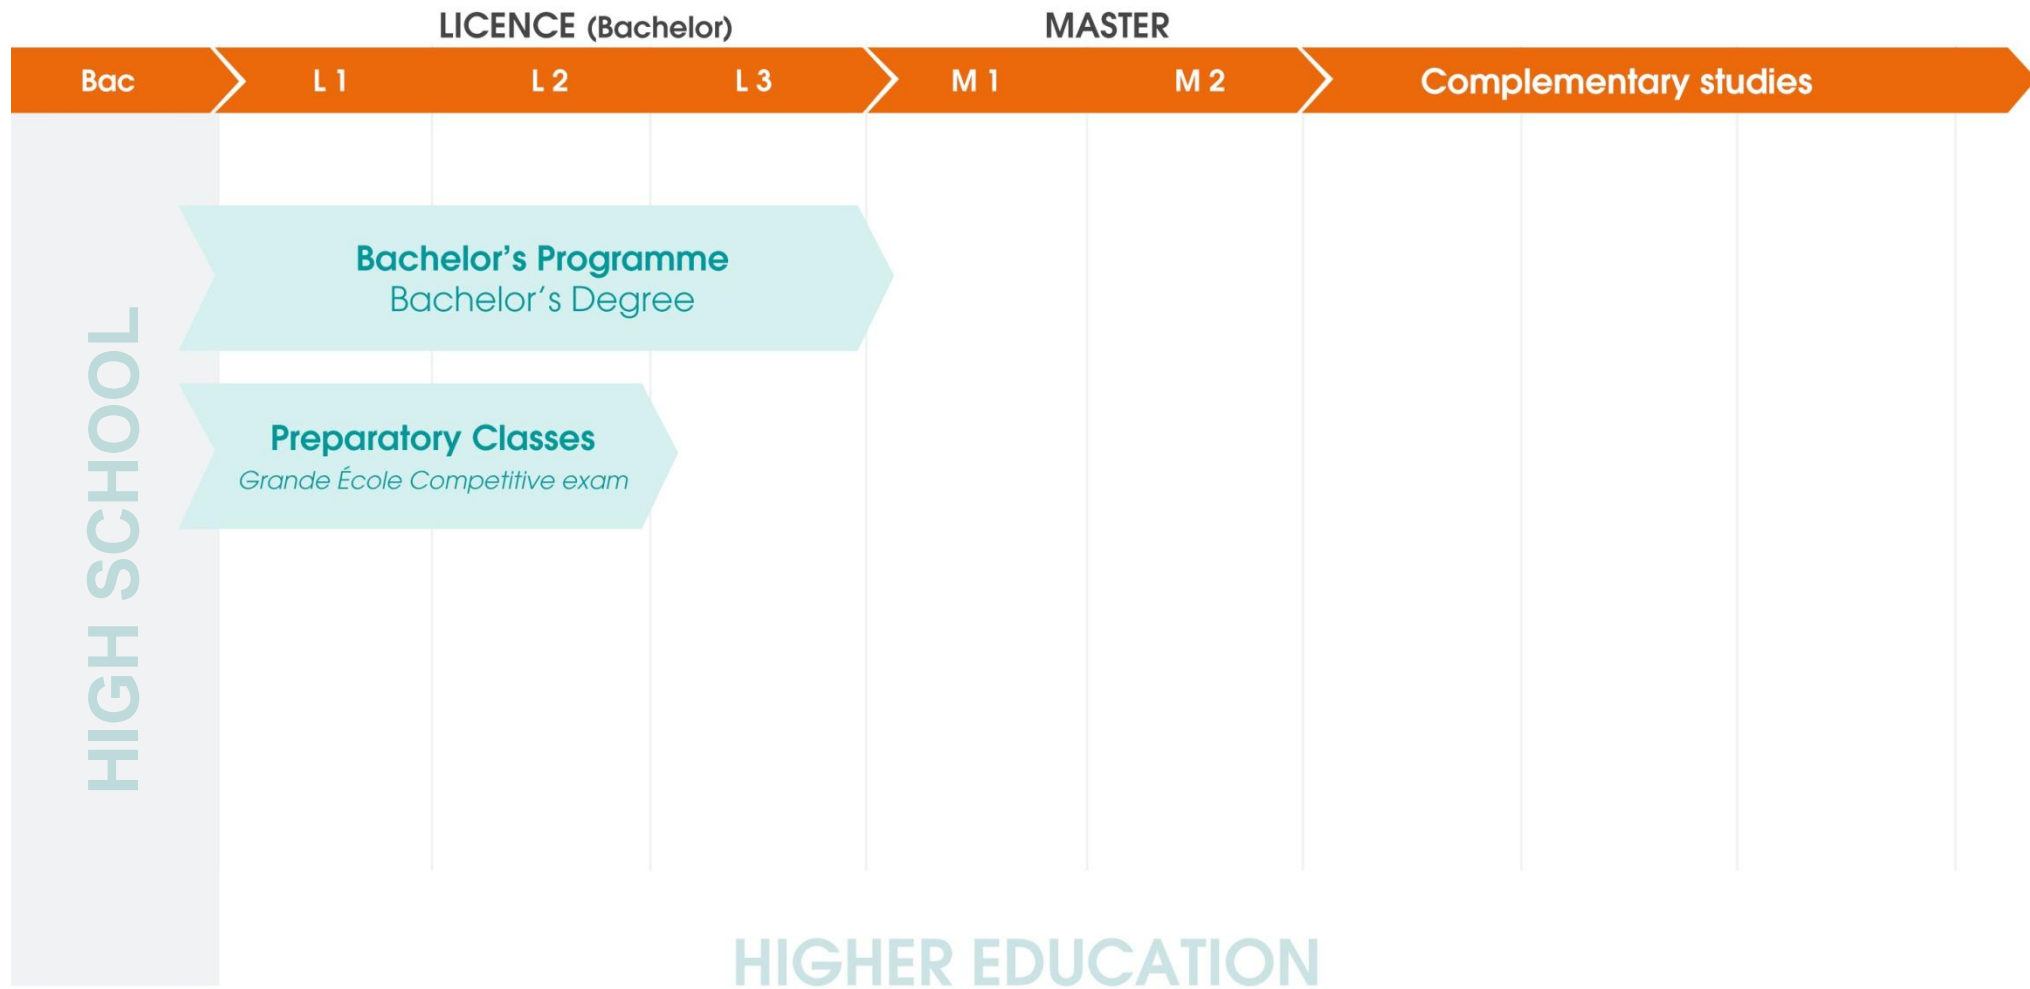 LICENCE (Bachelor)
MASTER
Bac
L 1
L 2
L 3
M 1
M 2
Complementary studies
HIGH SCHOOL
Bachelor’s Programme
Bachelor’s Degree
Preparatory Classes
Grande École Competitive exam
HIGHER EDUCATION